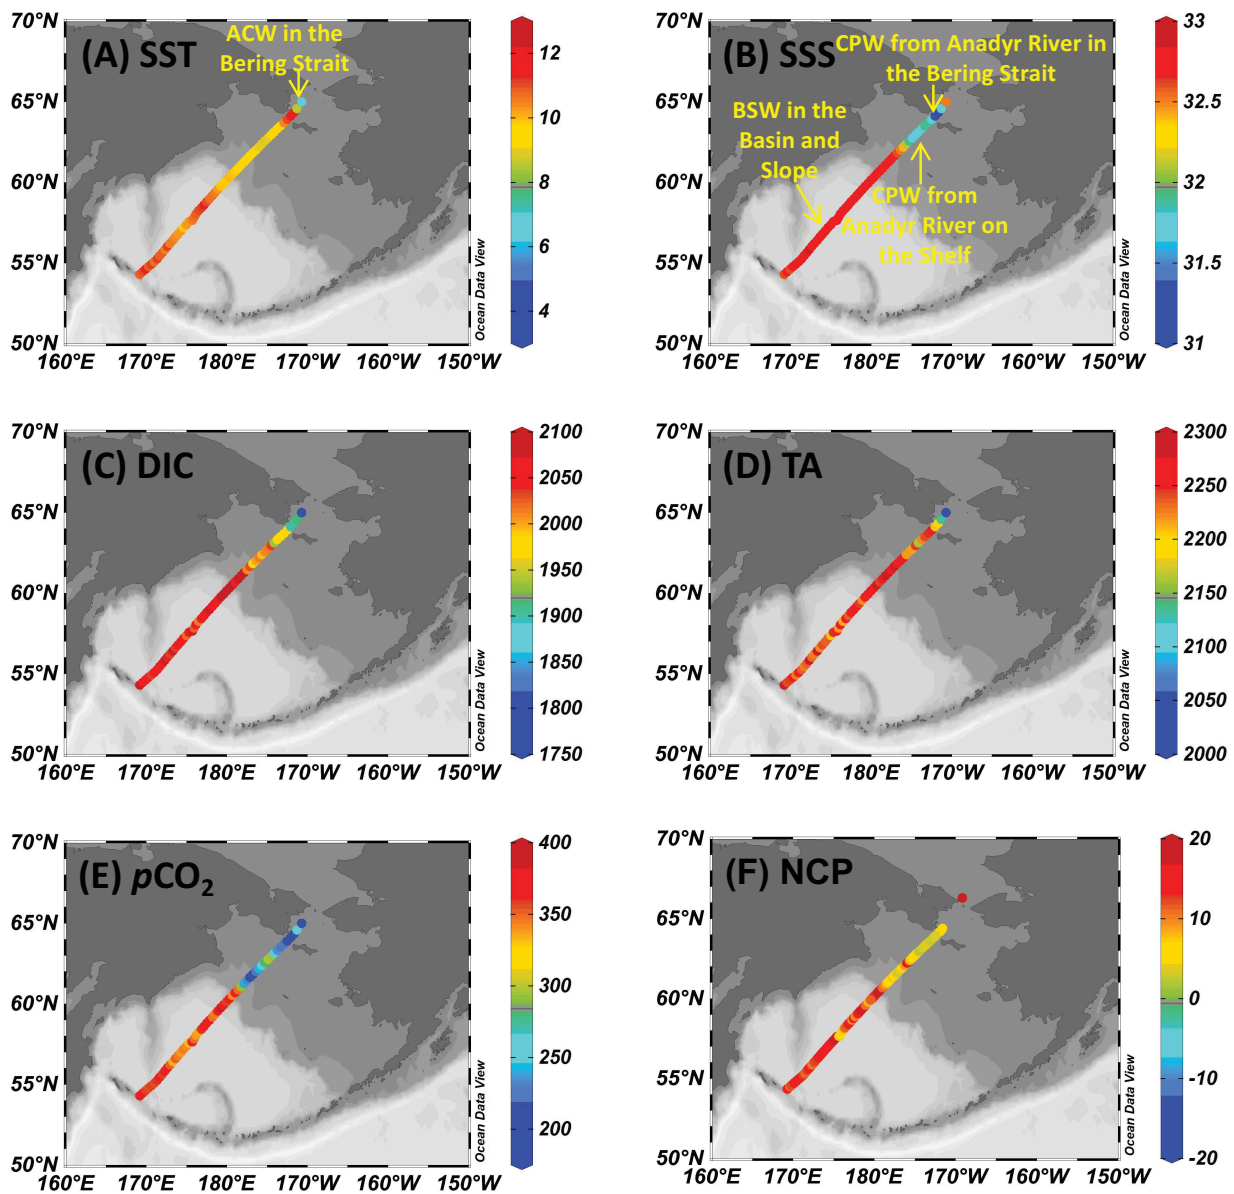 (A) SST
ACW in the
Bering Strait
70°N
65°N
60°N
55°N
50°N
160°E 170°E 180°E 170°W 160°W 150°W
Ocean Data View
12
10
8
6
4
(B) SSS
CPW from Anadyr River in
the Bering Strait
BSW in the
Basin and
Slope
CPW from
Anadyr River on
the Shelf
70°N
65°N
60°N
55°N
50°N
160°E 170°E 180°E 170°W 160°W 150°W
Ocean Data View
33
32.5
32
31.5
31
(C) DIC
70°N
65°N
60°N
55°N
50°N
160°E 170°E 180°E 170°W 160°W 150°W
Ocean Data View
2100
2050
2000
1950
1900
1850
1800
1750
(D) TA
70°N
65°N
60°N
55°N
50°N
160°E 170°E 180°E 170°W 160°W 150°W
Ocean Data View
2300
2250
2200
2150
2100
2050
2000
(E) pCO₂
70°N
65°N
60°N
55°N
50°N
160°E 170°E 180°E 170°W 160°W 150°W
Ocean Data View
400
350
300
250
200
(F) NCP
70°N
65°N
60°N
55°N
50°N
160°E 170°E 180°E 170°W 160°W 150°W
Ocean Data View
20
10
0
-10
-20